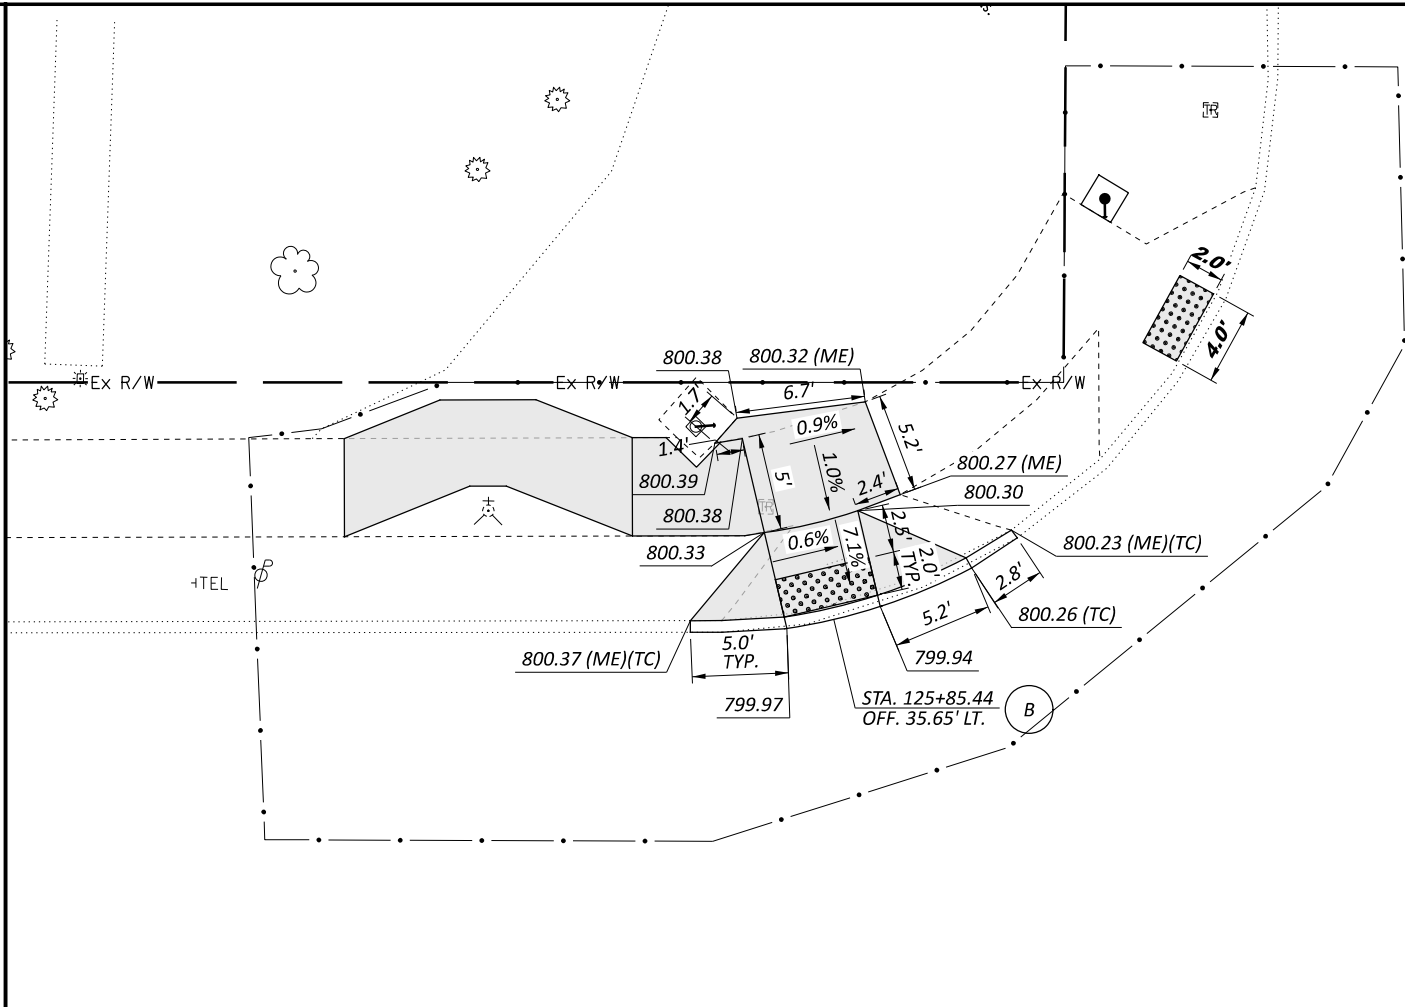 TR
2.0'
4.0'
800.38
800.32 (ME)
Ex R/W
Ex R/W
Ex R/W
1.7'
6.7'
0.9%
5.2'
1.4'
1.0%
5'
2.4'
800.27 (ME)
800.39
800.30
TR
800.38
2.5'
0.6%
7.1%
2.0'
TYP.
800.33
800.23 (ME)(TC)
TEL
2.8'
5.2'
800.26 (TC)
5.0'
TYP.
800.37 (ME)(TC)
799.94
799.97
STA. 125+85.44
OFF. 35.65' LT.
B